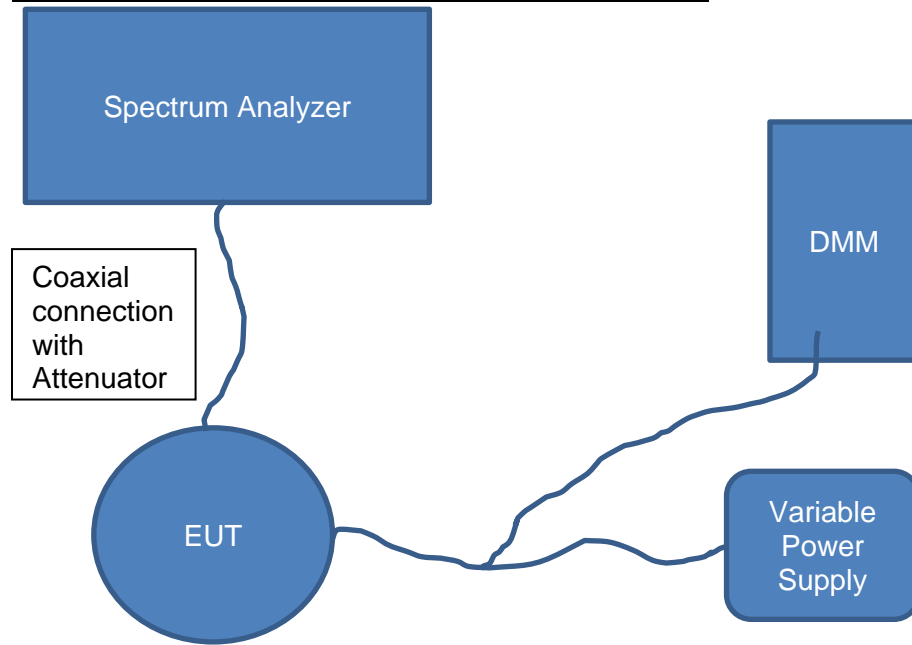 Spectrum Analyzer
DMM
Coaxial
connection
with
Attenuator
EUT
Variable
Power
Supply